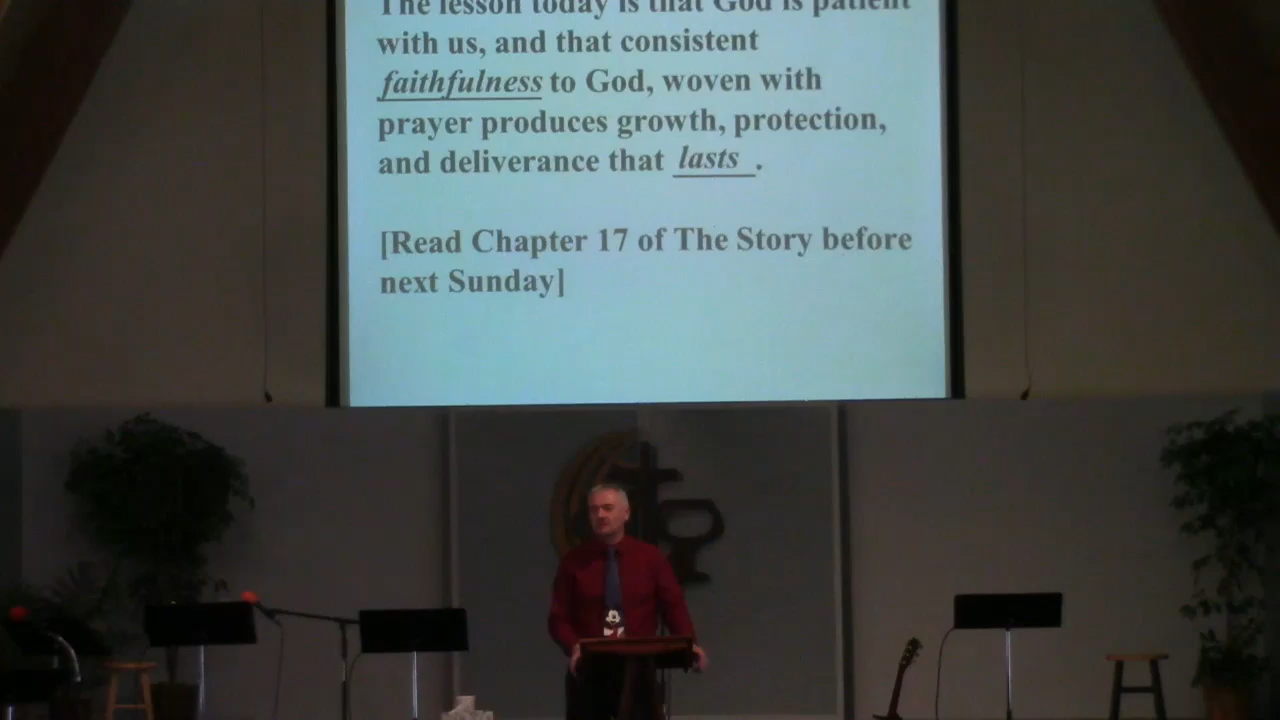 The lesson today is that God is patient
with us, and that consistent
faithfulness to God, woven with
prayer produces growth, protection,
and deliverance that lasts .
[Read Chapter 17 of The Story before
next Sunday]